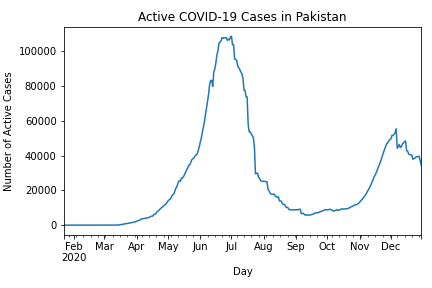 Active COVID-19 Cases in Pakistan
Number of Active Cases
100000
80000
60000
40000
20000
0
Feb Mar Apr May Jun Jul Aug Sep Oct Nov Dec
2020
Day